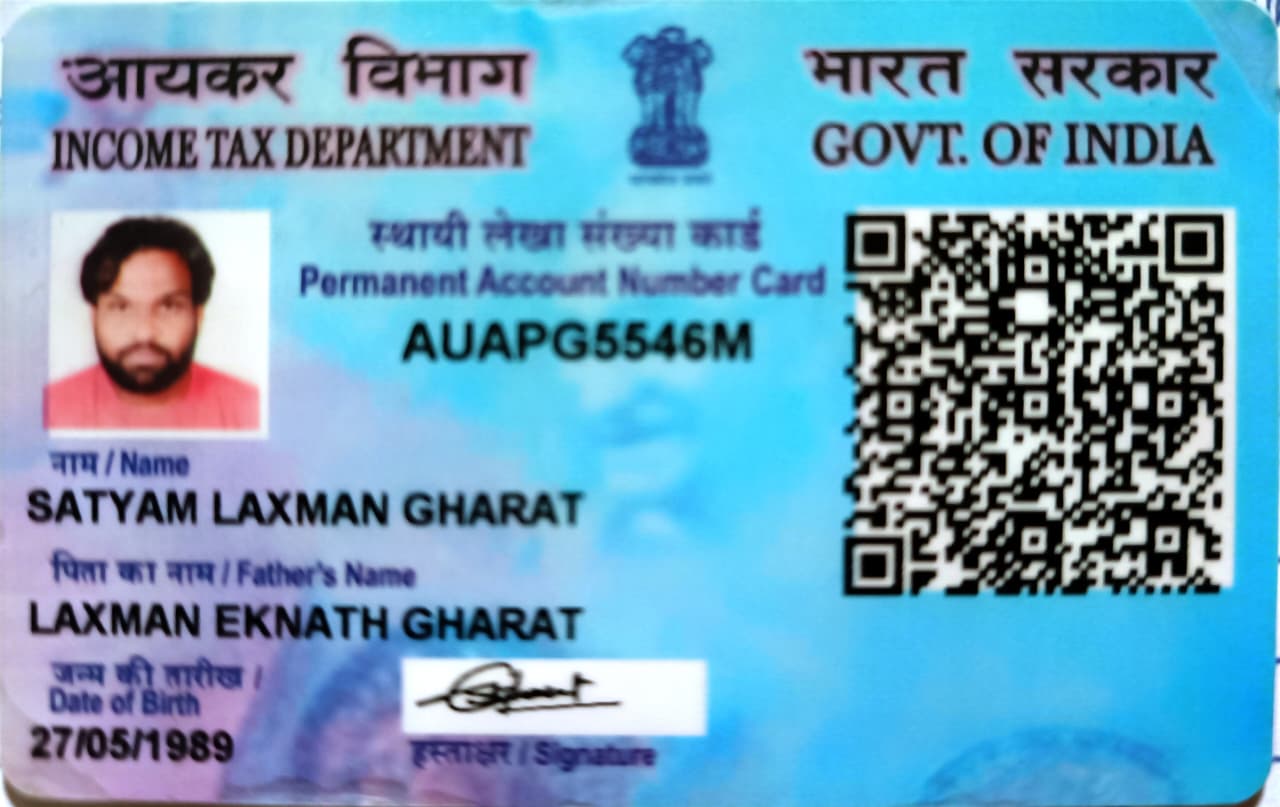 आयकर विभाग
INCOME TAX DEPARTMENT
भारत सरकार
GOVT. OF INDIA
स्थायी लेखा संख्या कार्ड
Permanent Account Number Card
AUAPG5546M
नाम / Name
SATYAM LAXMAN GHARAT
पिता का नाम / Father's Name
LAXMAN EKNATH GHARAT
जन्म की तारीख /
Date of Birth
27/05/1989
हस्ताक्षर / Signature